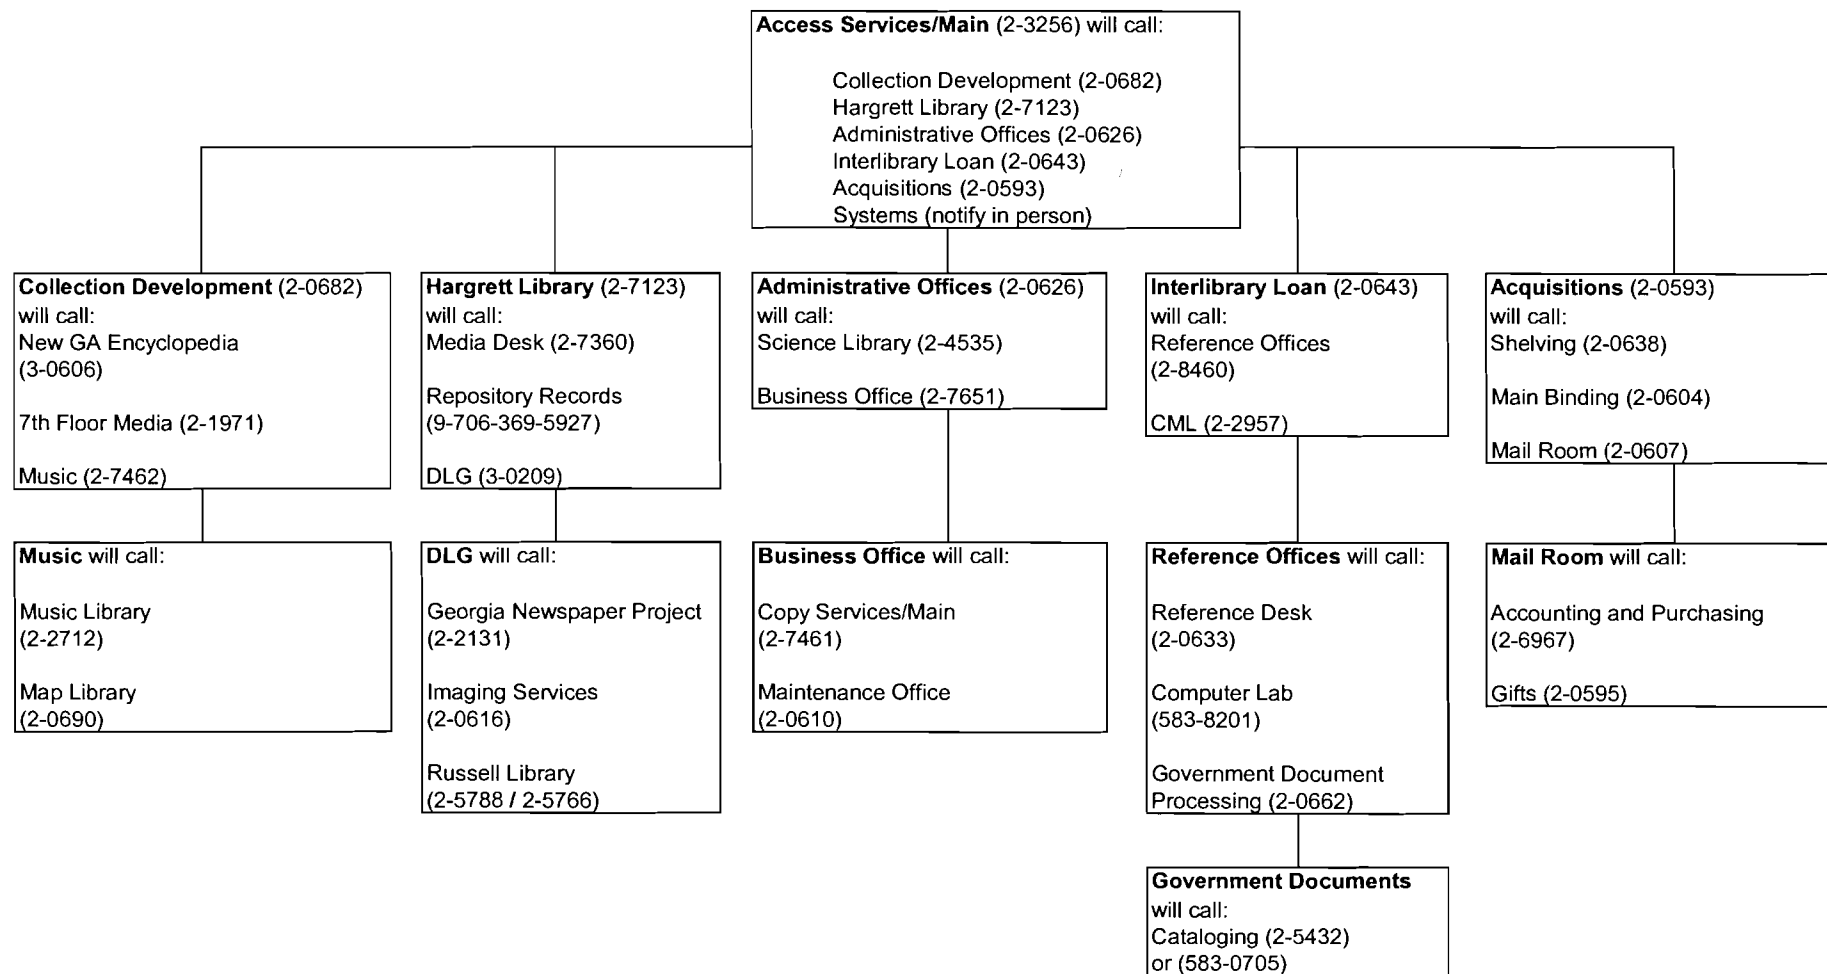 Access Services/Main (2-3256) will call:
Collection Development (2-0682)
Hargrett Library (2-7123)
Administrative Offices (2-0626)
Interlibrary Loan (2-0643)
Acquisitions (2-0593)
Systems (notify in person)
Collection Development (2-0682)
will call:
New GA Encyclopedia
(3-0606)
7th Floor Media (2-1971)
Music (2-7462)
Hargrett Library (2-7123)
will call:
Media Desk (2-7360)
Repository Records
(9-706-369-5927)
DLG (3-0209)
Administrative Offices (2-0626)
will call:
Science Library (2-4535)
Business Office (2-7651)
Interlibrary Loan (2-0643)
will call:
Reference Offices
(2-8460)
CML (2-2957)
Acquisitions (2-0593)
will call:
Shelving (2-0638)
Main Binding (2-0604)
Mail Room (2-0607)
Music will call:
Music Library
(2-2712)
Map Library
(2-0690)
DLG will call:
Georgia Newspaper Project
(2-2131)
Imaging Services
(2-0616)
Russell Library
(2-5788 / 2-5766)
Business Office will call:
Copy Services/Main
(2-7461)
Maintenance Office
(2-0610)
Reference Offices will call:
Reference Desk
(2-0633)
Computer Lab
(583-8201)
Government Document
Processing (2-0662)
Mail Room will call:
Accounting and Purchasing
(2-6967)
Gifts (2-0595)
Government Documents
will call:
Cataloging (2-5432)
or (583-0705)